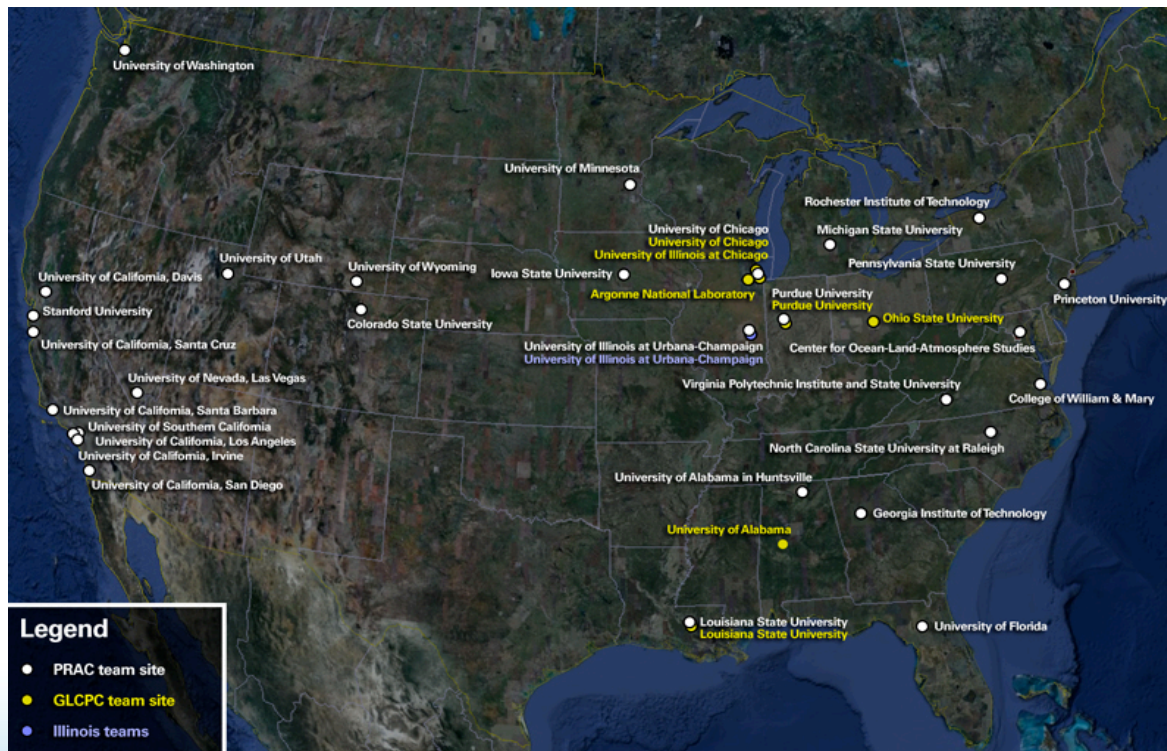 University of Washington
University of Minnesota
Rochester Institute of Technology
Michigan State University
University of Chicago
University of Chicago
University of Illinois at Chicago
University of Utah
University of Wyoming
Iowa State University
Pennsylvania State University
University of California, Davis
Argonne National Laboratory
Purdue University
Purdue University
Princeton University
Stanford University
Colorado State University
Ohio State University
University of California, Santa Cruz
University of Illinois at Urbana-Champaign
University of Illinois at Urbana-Champaign
Center for Ocean-Land-Atmosphere Studies
University of Nevada, Las Vegas
Virginia Polytechnic Institute and State University
College of William & Mary
University of California, Santa Barbara
University of Southern California
University of California, Los Angeles
University of California, Irvine
North Carolina State University at Raleigh
University of California, San Diego
University of Alabama in Huntsville
Georgia Institute of Technology
University of Alabama
Louisiana State University
Louisiana State University
University of Florida
Legend
PRAC team site
GLCPC team site
Illinois teams